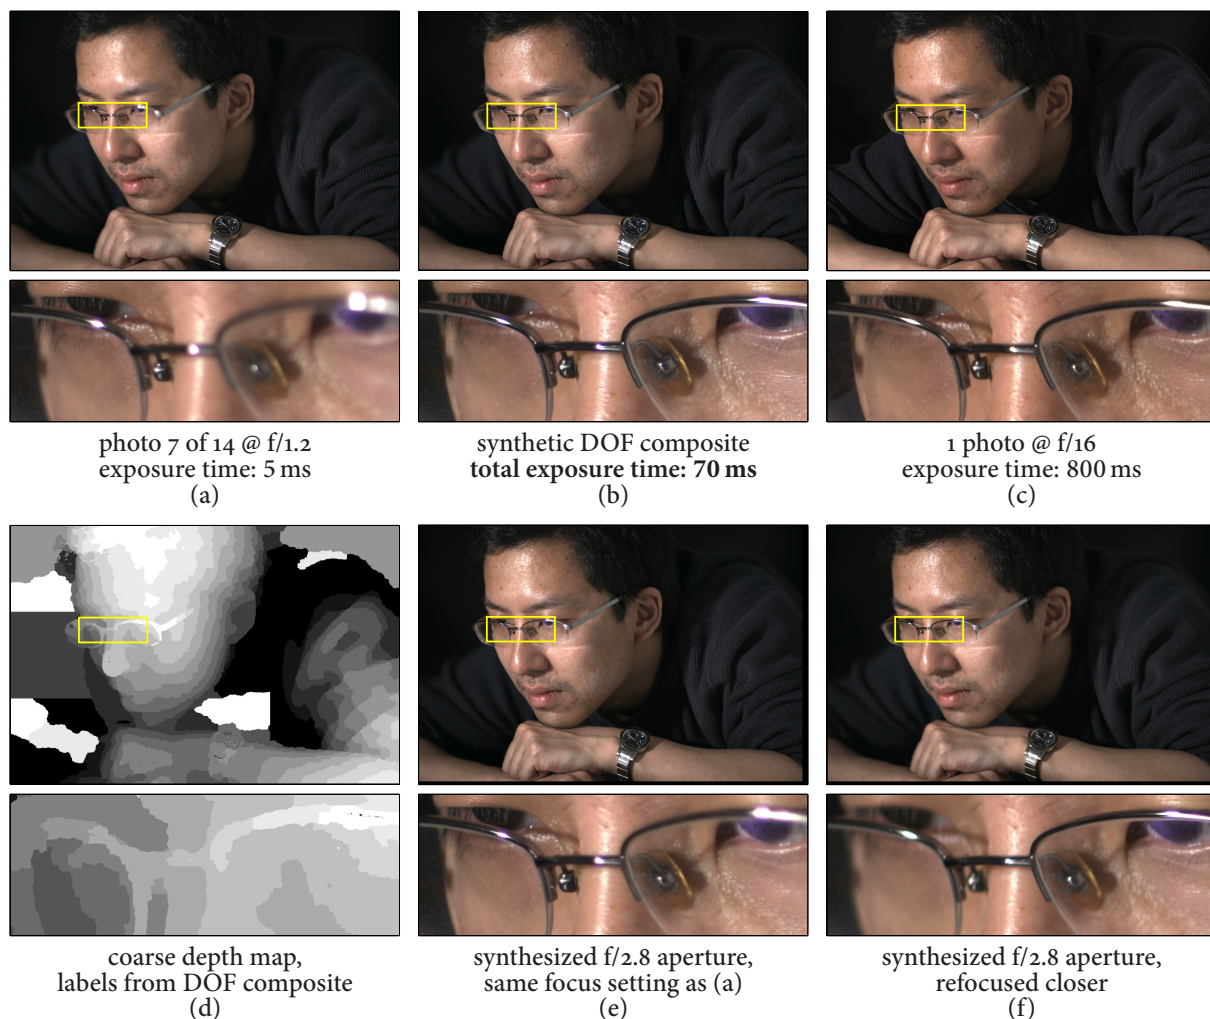 photo 7 of 14 @ f/1.2
exposure time: 5 ms
(a)
synthetic DOF composite
total exposure time: 70 ms
(b)
1 photo @ f/16
exposure time: 800 ms
(c)
coarse depth map,
labels from DOF composite
(d)
synthesized f/2.8 aperture,
same focus setting as (a)
(e)
synthesized f/2.8 aperture,
refocused closer
(f)